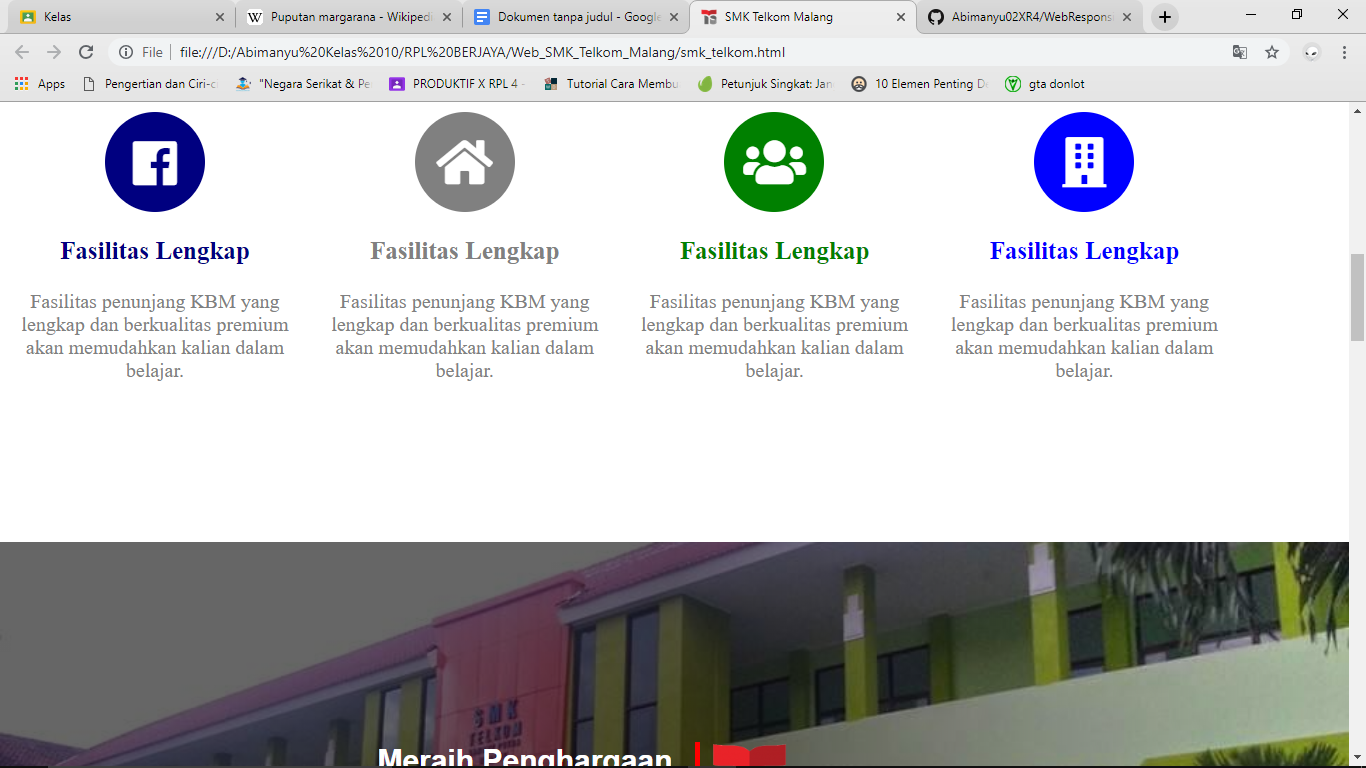 Kelas
Puputan margarana - Wikiped
Dokumen tanpa judul - Google
SMK Telkom Malang
Abimanyu02XR4/WebRespons
File
file:///D:/Abimanyu%20Kelas%2010/RPL%20BERJAYA/Web_SMK_Telkom_Malang/smk_telkom.html
Apps
Pengertian dan Ciri-c
"Negara Serikat & Pe
PRODUKTIF X RPL 4 -
Tutorial Cara Membu
Petunjuk Singkat: Jan
10 Elemen Penting D
gta donlot
Fasilitas Lengkap
Fasilitas penunjang KBM yang
lengkap dan berkualitas premium
akan memudahkan kalian dalam
belajar.
Fasilitas Lengkap
Fasilitas penunjang KBM yang
lengkap dan berkualitas premium
akan memudahkan kalian dalam
belajar.
Fasilitas Lengkap
Fasilitas penunjang KBM yang
lengkap dan berkualitas premium
akan memudahkan kalian dalam
belajar.
Fasilitas Lengkap
Fasilitas penunjang KBM yang
lengkap dan berkualitas premium
akan memudahkan kalian dalam
belajar.
SMK
TELKOM
Meraih Penghargaan